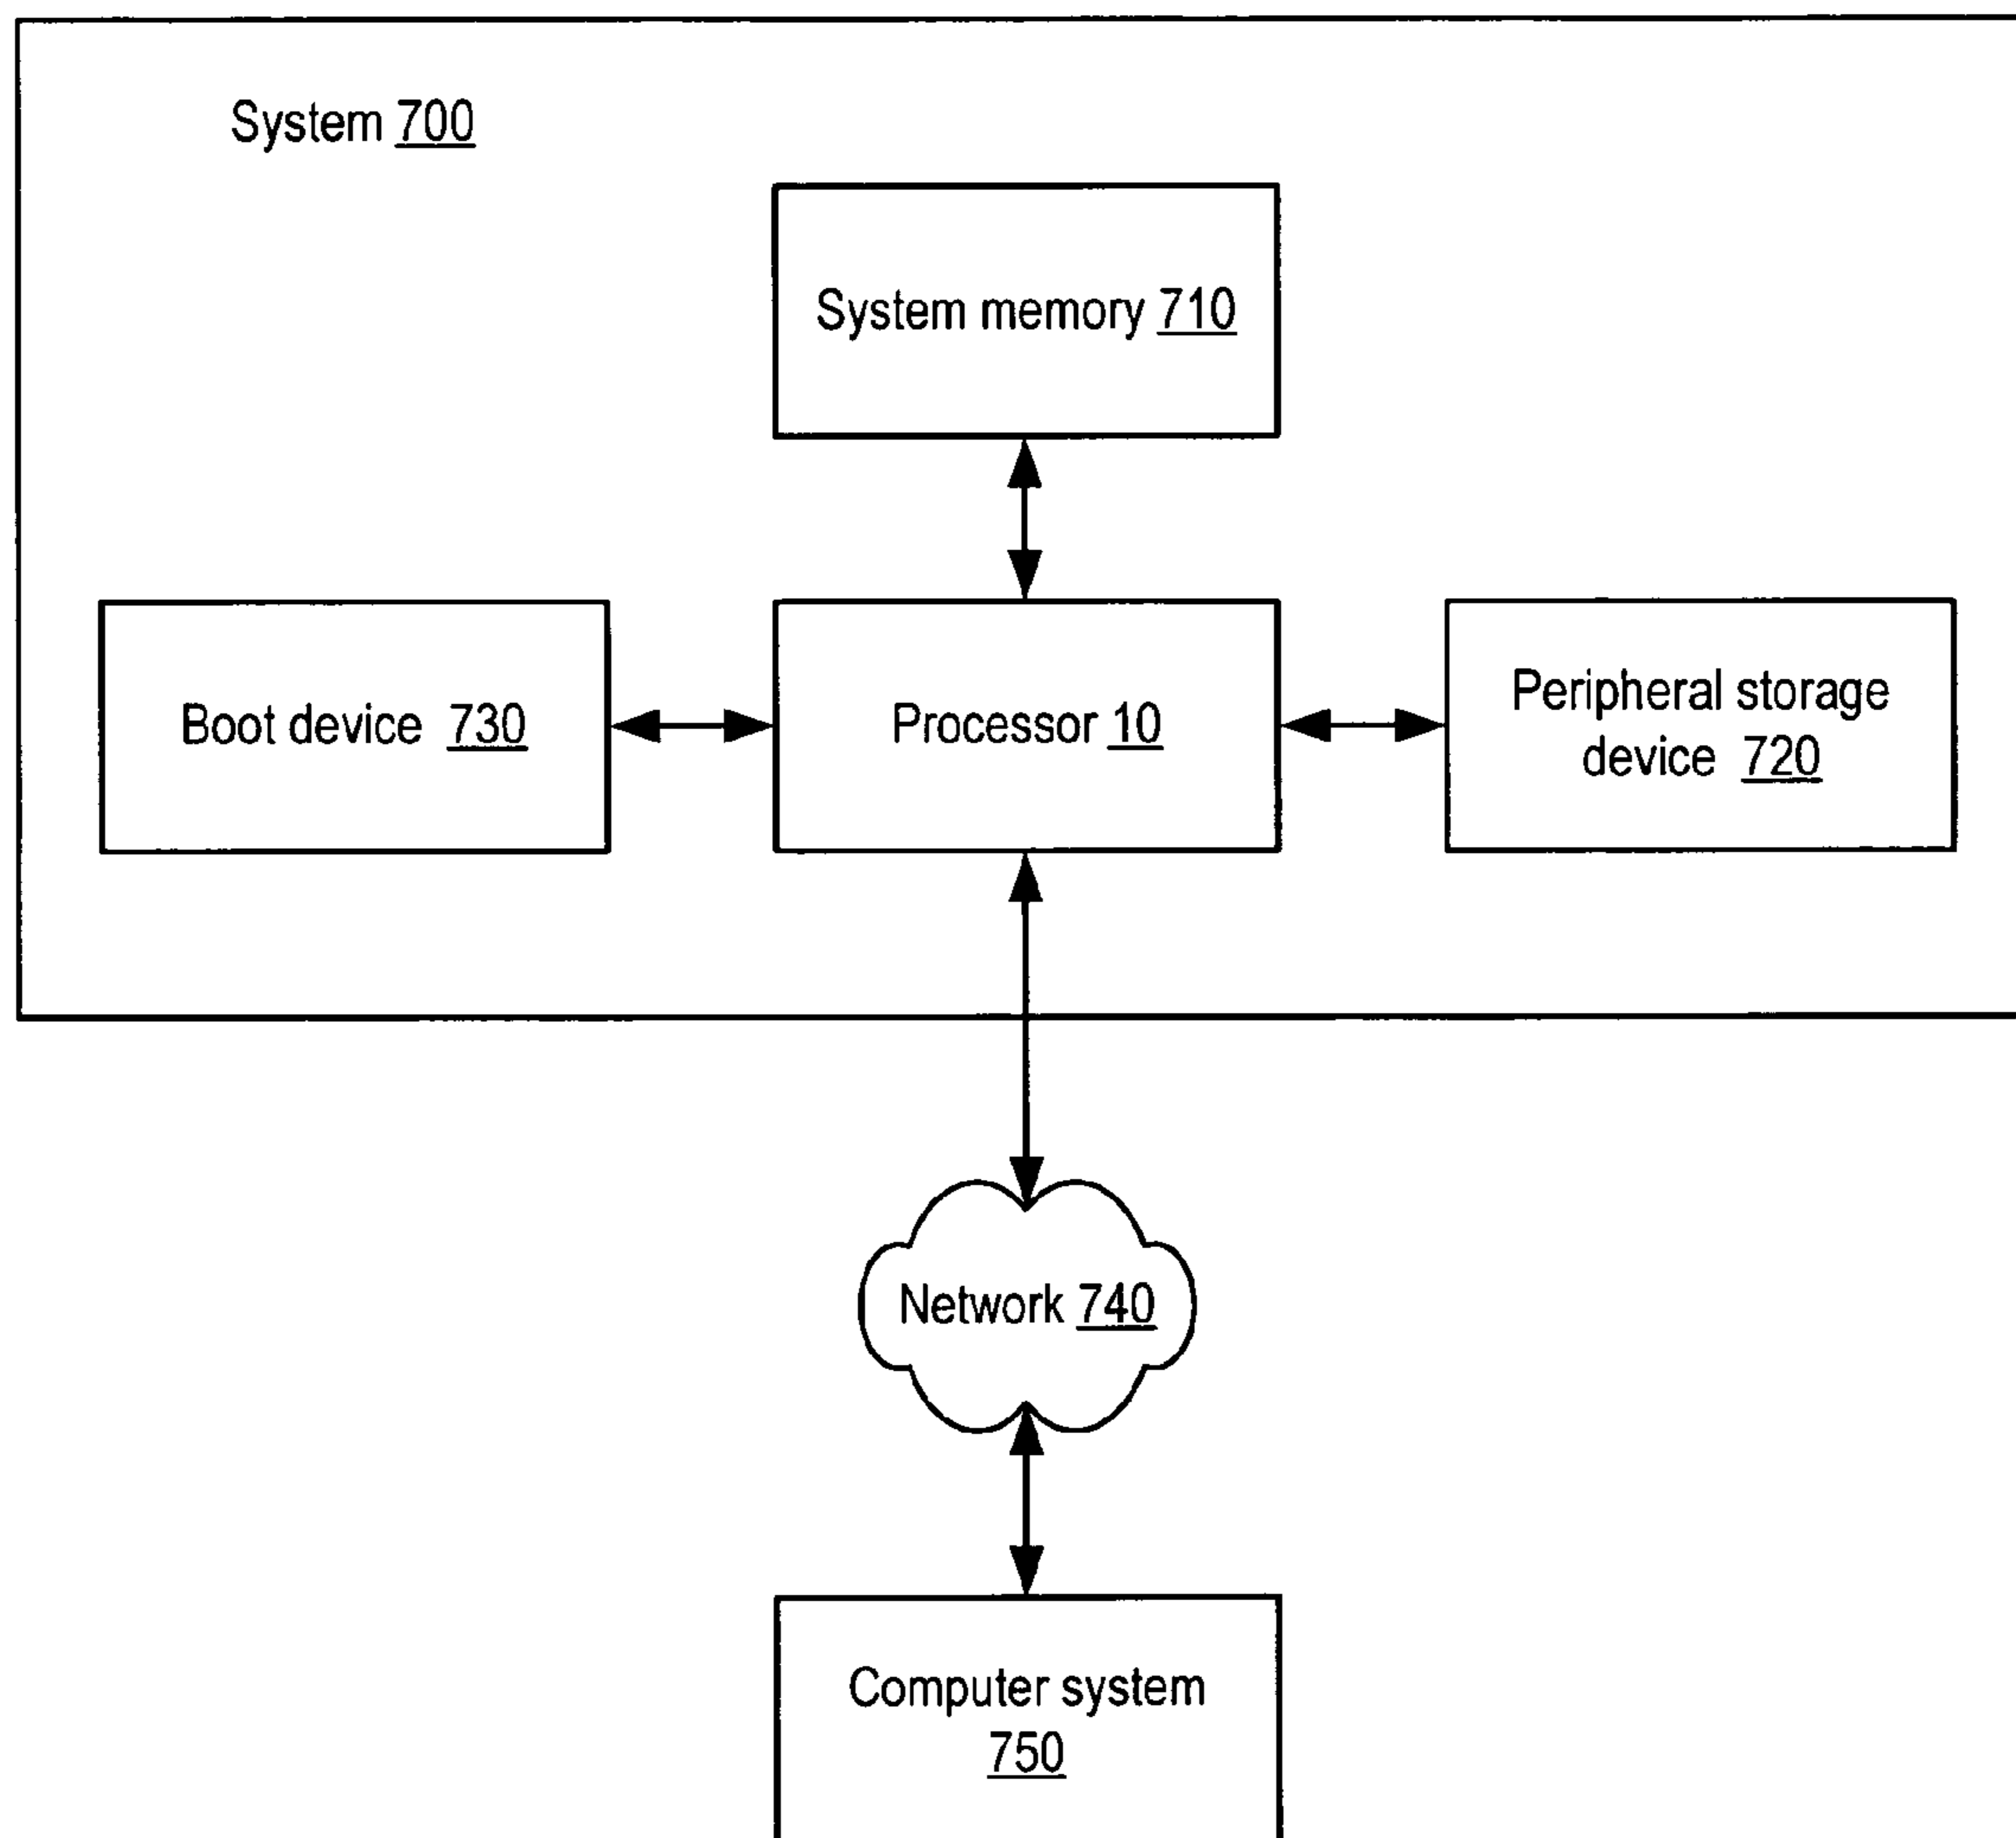 System 700
System memory 710
Boot device 730
Processor 10
Peripheral storage
device 720
Network 740
Computer system
750